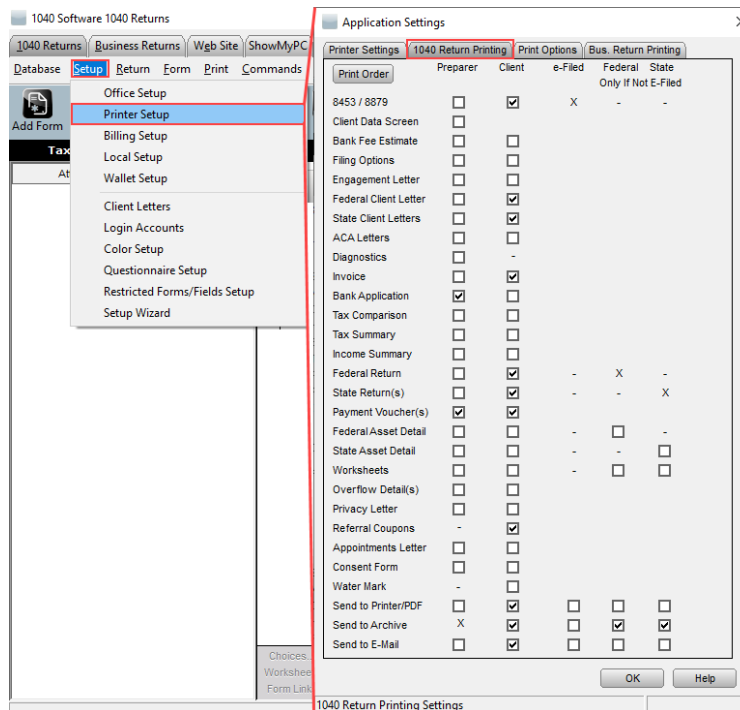 1040 Software 1040 Returns
1040 Returns Business Returns Web Site ShowMyPC
Database Setup Return Form Print Commands
Add Form
Office Setup
Printer Setup
Billing Setup
Local Setup
Wallet Setup
Client Letters
Login Accounts
Color Setup
Questionnaire Setup
Restricted Forms/Fields Setup
Setup Wizard
Tax
At
Choices
Workshee
Form Link
Application Settings
Printer Settings 1040 Return Printing Print Options Bus. Return Printing
Print Order Preparer Client e-Filed Federal State
Only If Not E-Filed
8453 / 8879 X - -
Client Data Screen
Bank Fee Estimate
Filing Options
Engagement Letter
Federal Client Letter
State Client Letters
ACA Letters
Diagnostics -
Invoice
Bank Application
Tax Comparison
Tax Summary
Income Summary
Federal Return - X -
State Return(s) - - X
Payment Voucher(s)
Federal Asset Detail - -
State Asset Detail - -
Worksheets -
Overflow Detail(s)
Privacy Letter
Referral Coupons -
Appointments Letter
Consent Form
Water Mark -
Send to Printer/PDF
Send to Archive X
Send to E-Mail
OK Help
1040 Return Printing Settings